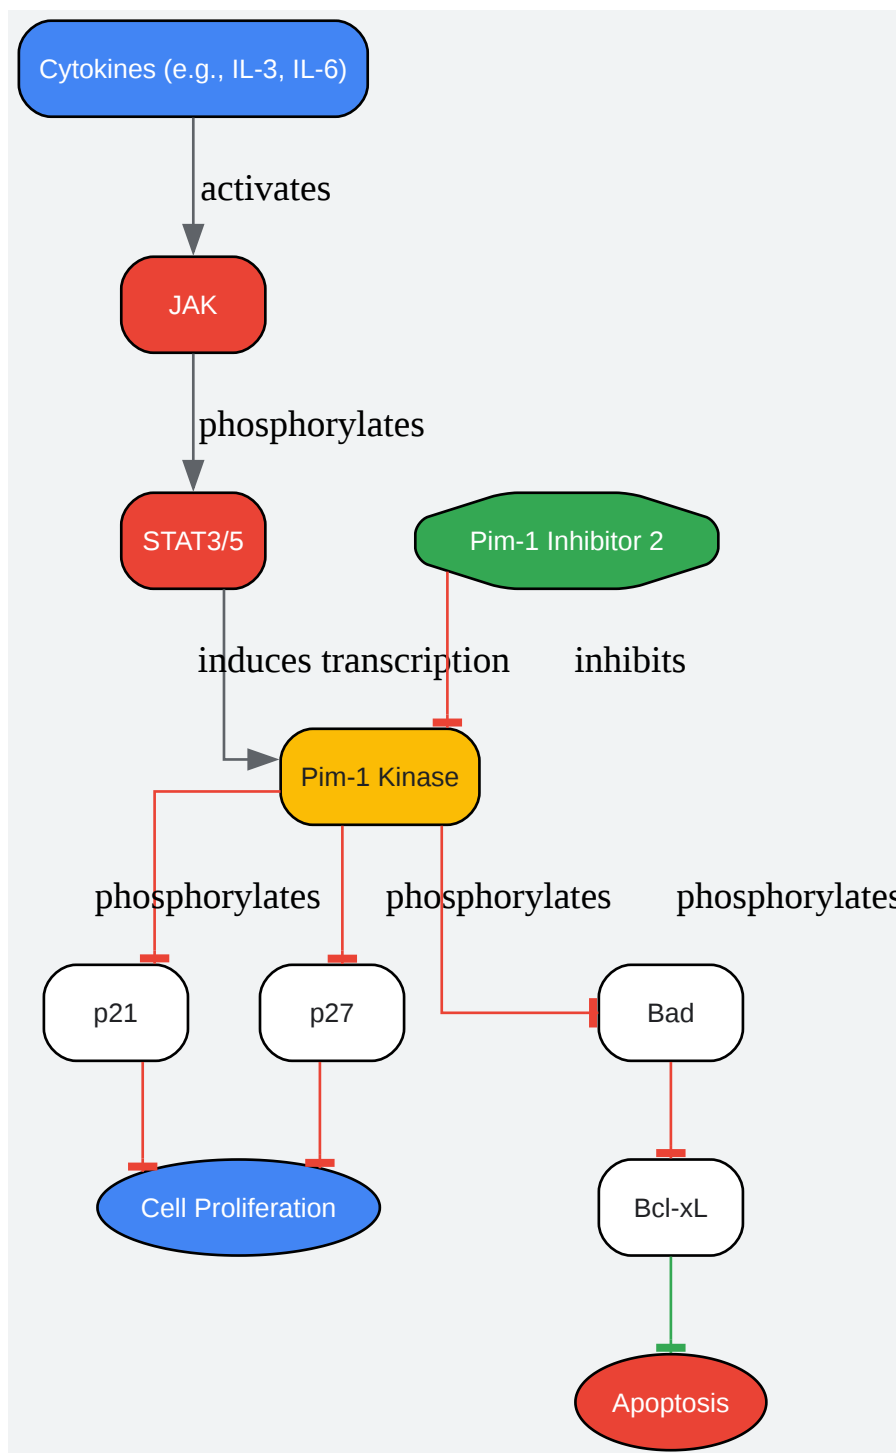 Cytokines (e.g., IL-3, IL-6)
activates
JAK
phosphorylates
STAT3/5
Pim-1 Inhibitor 2
induces transcription
inhibits
Pim-1 Kinase
phosphorylates
phosphorylates
phosphorylates
p21
p27
Bad
Cell Proliferation
Bcl-xL
Apoptosis